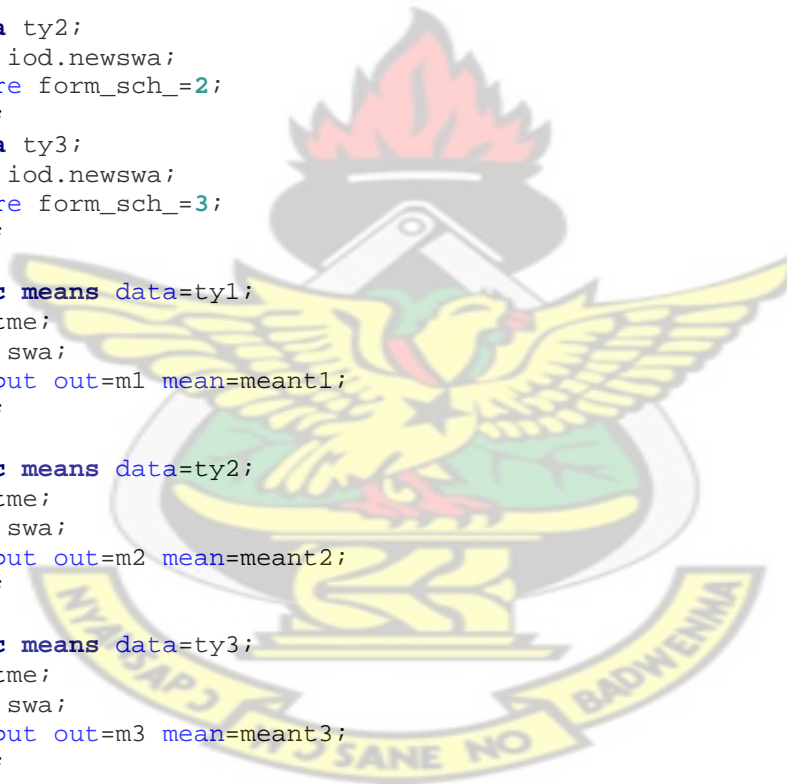 a ty2;
iod.newswa;
re form_sch_=2;
;
a ty3;
iod.newswa;
re form_sch_=3;
;
c means data=ty1;
tme;
swa;
out out=m1 mean=meant1;
;
c means data=ty2;
tme;
swa;
out out=m2 mean=meant2;
;
c means data=ty3;
tme;
swa;
out out=m3 mean=meant3;
;
NYANSAPƆ WƆ SANE NO BADWENMA